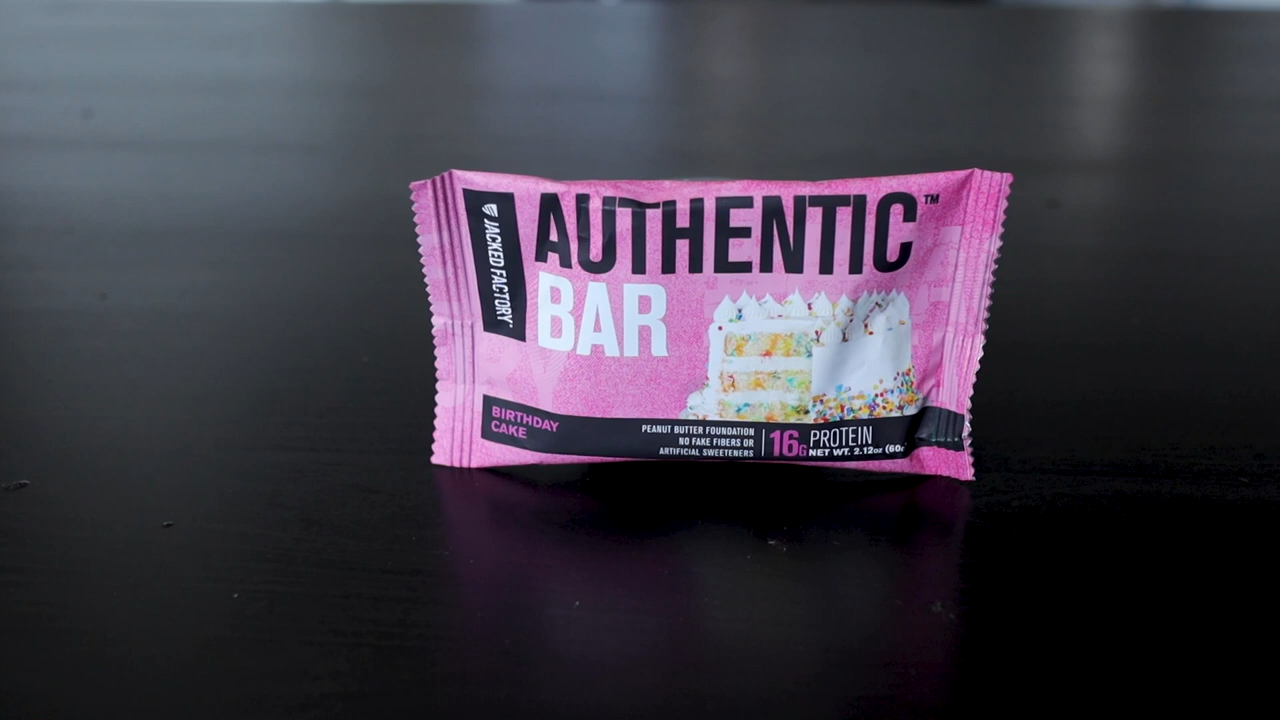 JACKED FACTORY
AUTHENTIC™
BAR
BIRTHDAY
CAKE
PEANUT BUTTER FOUNDATION
NO FAKE FIBERS OR
ARTIFICIAL SWEETENERS
16G PROTEIN
NET WT. 2.12oz (60g